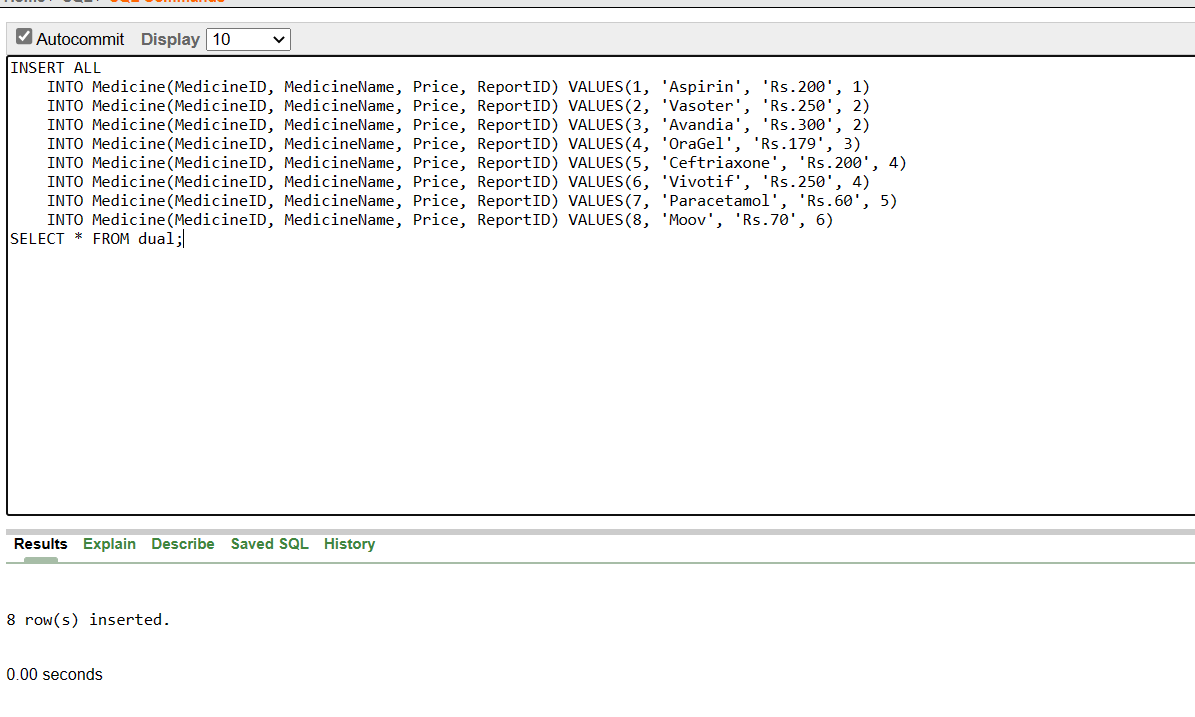 Home> SQL> SQL Commands
Autocommit Display 10
INSERT ALL
    INTO Medicine(MedicineID, MedicineName, Price, ReportID) VALUES(1, 'Aspirin', 'Rs.200', 1)
    INTO Medicine(MedicineID, MedicineName, Price, ReportID) VALUES(2, 'Vasoter', 'Rs.250', 2)
    INTO Medicine(MedicineID, MedicineName, Price, ReportID) VALUES(3, 'Avandia', 'Rs.300', 2)
    INTO Medicine(MedicineID, MedicineName, Price, ReportID) VALUES(4, 'OraGel', 'Rs.179', 3)
    INTO Medicine(MedicineID, MedicineName, Price, ReportID) VALUES(5, 'Ceftriaxone', 'Rs.200', 4)
    INTO Medicine(MedicineID, MedicineName, Price, ReportID) VALUES(6, 'Vivotif', 'Rs.250', 4)
    INTO Medicine(MedicineID, MedicineName, Price, ReportID) VALUES(7, 'Paracetamol', 'Rs.60', 5)
    INTO Medicine(MedicineID, MedicineName, Price, ReportID) VALUES(8, 'Moov', 'Rs.70', 6)
SELECT * FROM dual;
Results Explain Describe Saved SQL History
8 row(s) inserted.
0.00 seconds